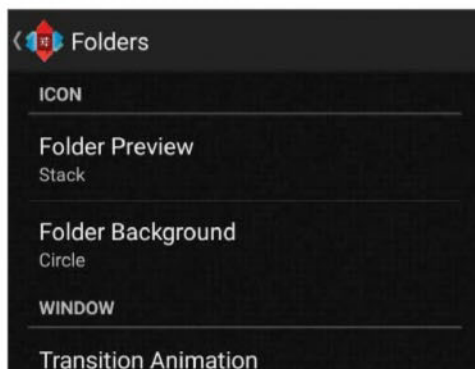 Folders
ICON
Folder Preview
Stack
Folder Background
Circle
WINDOW
Transition Animation